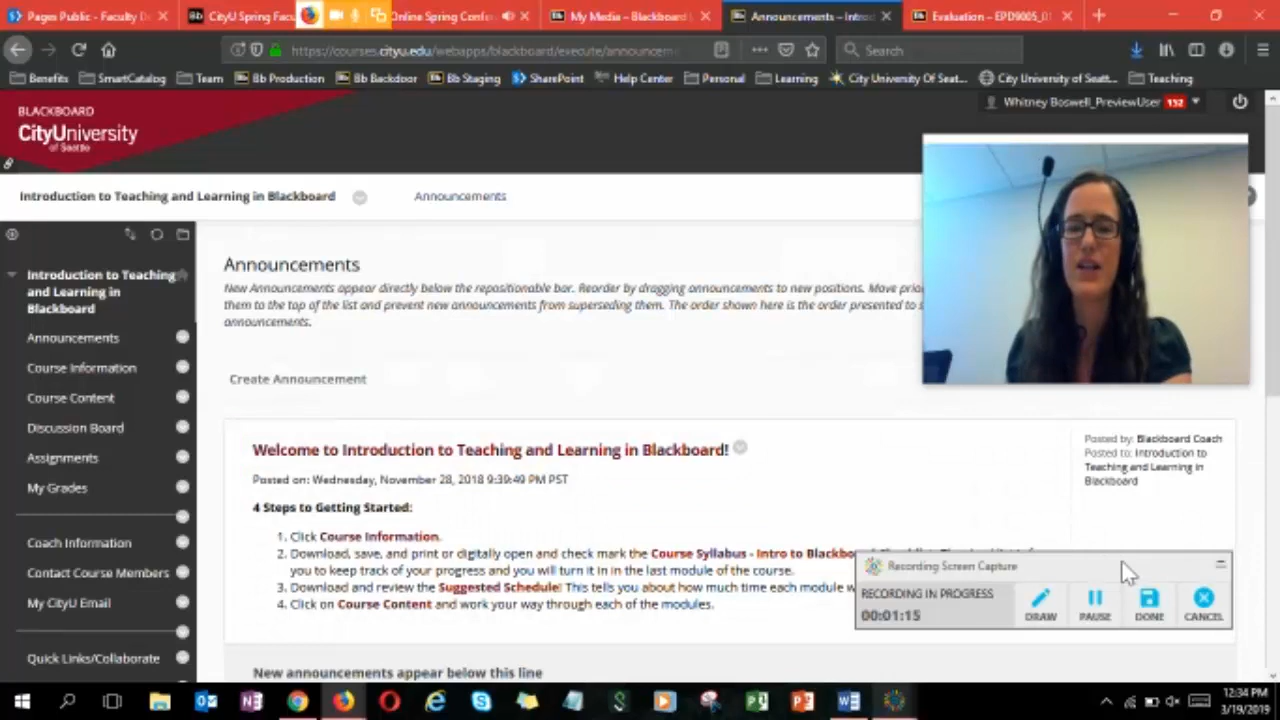 Pages Public - Faculty D
CityU Spring Facu
Online Spring Confe
My Media – Blackboard
Announcements – Intro
Evaluation – EPD9005_01
https://courses.cityu.edu/webapps/blackboard/execute/announcem
Search
Benefits
SmartCatalog
Team
Bb Production
Bb Backdoor
Bb Staging
SharePoint
Help Center
Personal
Learning
City University Of Seat...
City University of Seatt...
Teaching
BLACKBOARD
CityUniversity
of Seattle
Whitney Boswell_PreviewUser 132
Introduction to Teaching and Learning in Blackboard
Announcements
Introduction to Teaching
and Learning in
Blackboard
Announcements
Course Information
Course Content
Discussion Board
Assignments
My Grades
Coach Information
Contact Course Members
My CityU Email
Quick Links/Collaborate
Announcements
New Announcements appear directly below the repositionable bar. Reorder by dragging announcements to new positions. Move prio
them to the top of the list and prevent new announcements from superseding them. The order shown here is the order presented to s
announcements.
Create Announcement
Welcome to Introduction to Teaching and Learning in Blackboard!
Posted on: Wednesday, November 28, 2018 9:39:49 PM PST
4 Steps to Getting Started:
1. Click Course Information.
2. Download, save, and print or digitally open and check mark the Course Syllabus - Intro to Blackboa
you to keep track of your progress and you will turn it in in the last module of the course.
3. Download and review the Suggested Schedule! This tells you about how much time each module w
4. Click on Course Content and work your way through each of the modules.
Posted by: Blackboard Coach
Posted to: Introduction to
Teaching and Learning in
Blackboard
New announcements appear below this line
Recording Screen Capture
RECORDING IN PROGRESS
00:01:15
DRAW
PAUSE
DONE
CANCEL
12:34 PM
3/19/2019